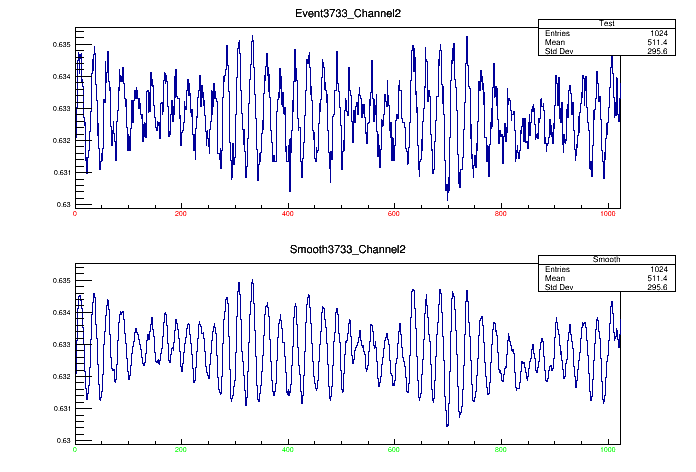 Event3733_Channel2
Test
Entries 1024
Mean 511.4
Std Dev 295.6
0.635
0.634
0.633
0.632
0.631
0.63
0 200 400 600 800 1000
Smooth3733_Channel2
Smooth
Entries 1024
Mean 511.4
Std Dev 295.6
0.635
0.634
0.633
0.632
0.631
0.63
0 200 400 600 800 1000